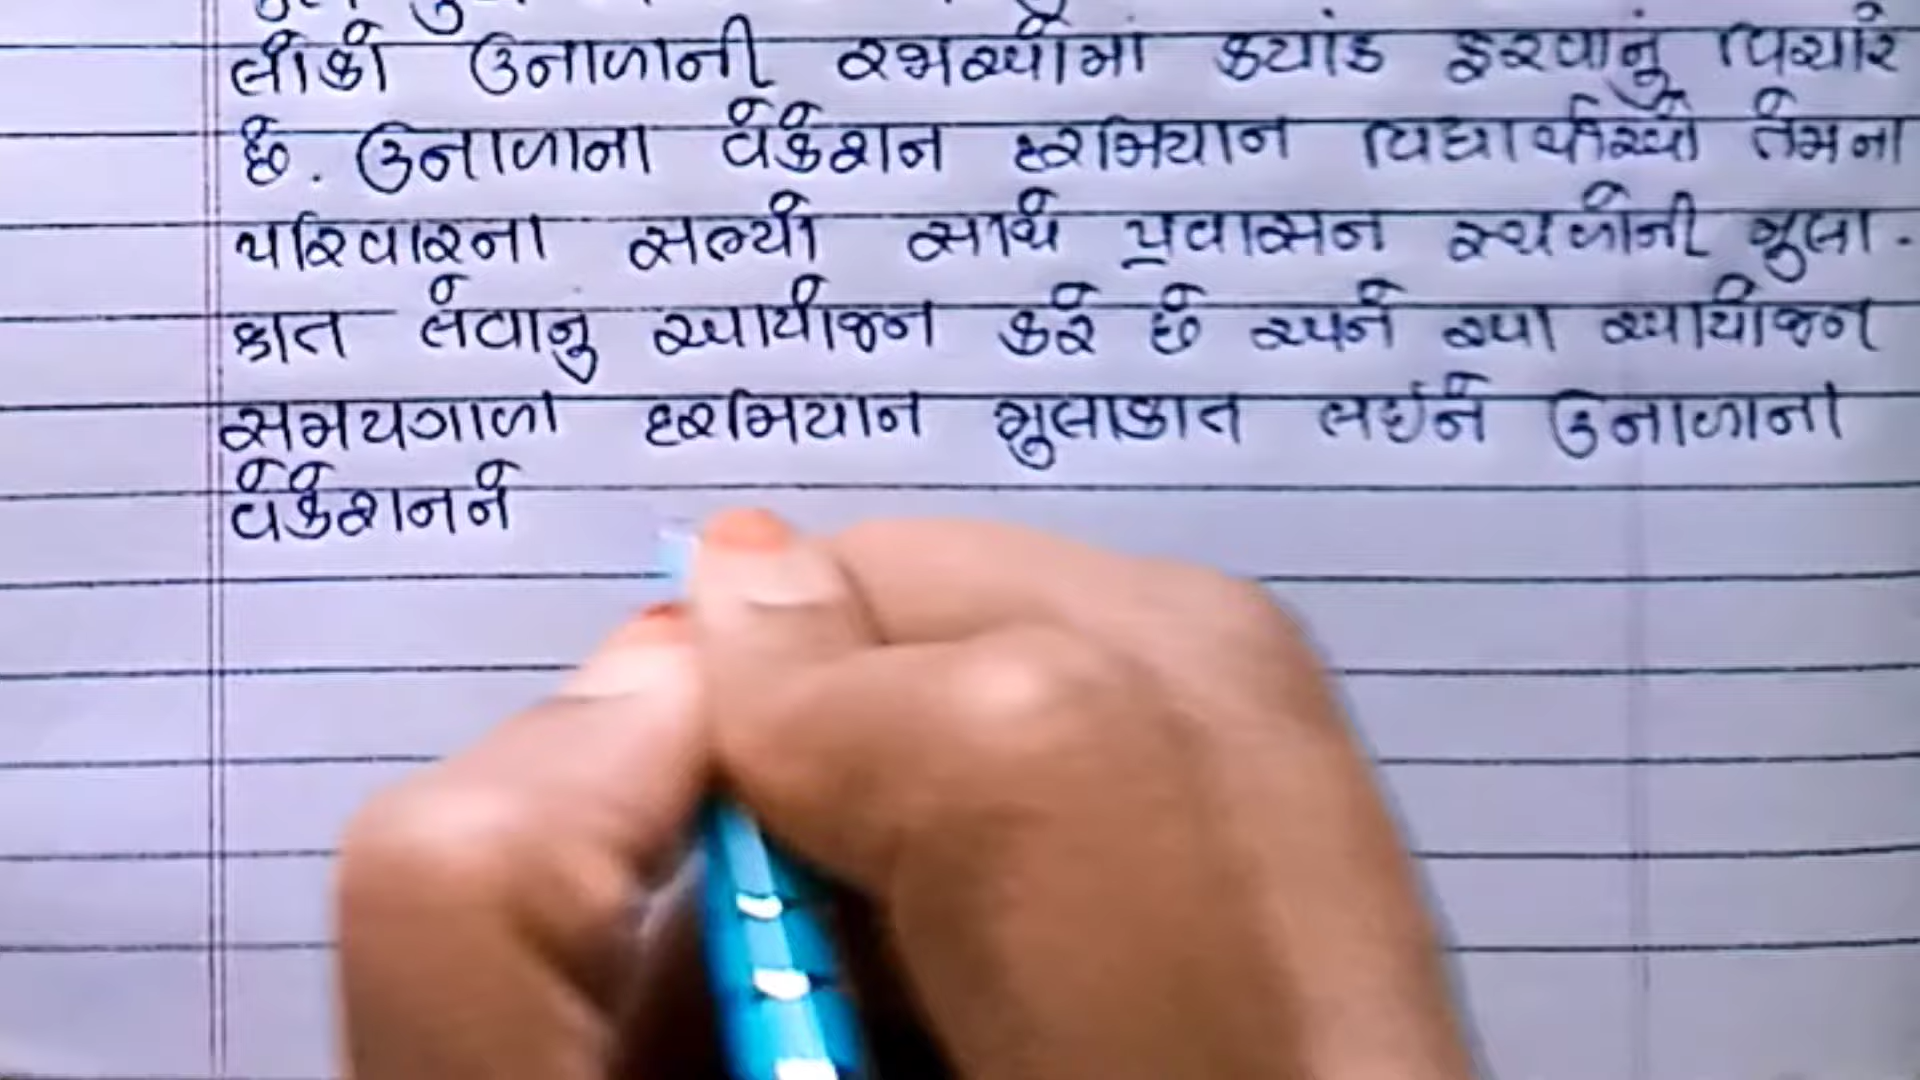 લોકો ઉનાળાની રજાઓમાં ક્યાંક ફરવાનું વિચારે
છે. ઉનાળાના વેકેશન દરમિયાન વિદ્યાર્થીઓ તેમના
પરિવારના સભ્યો સાથે પ્રવાસન સ્થળોની મુલા-
કાત લેવાનુ આયોજન કરે છે અને આ આયોજન
સમયગાળા દરમિયાન મુલાકાત લઈને ઉનાળાના
વેકેશનને